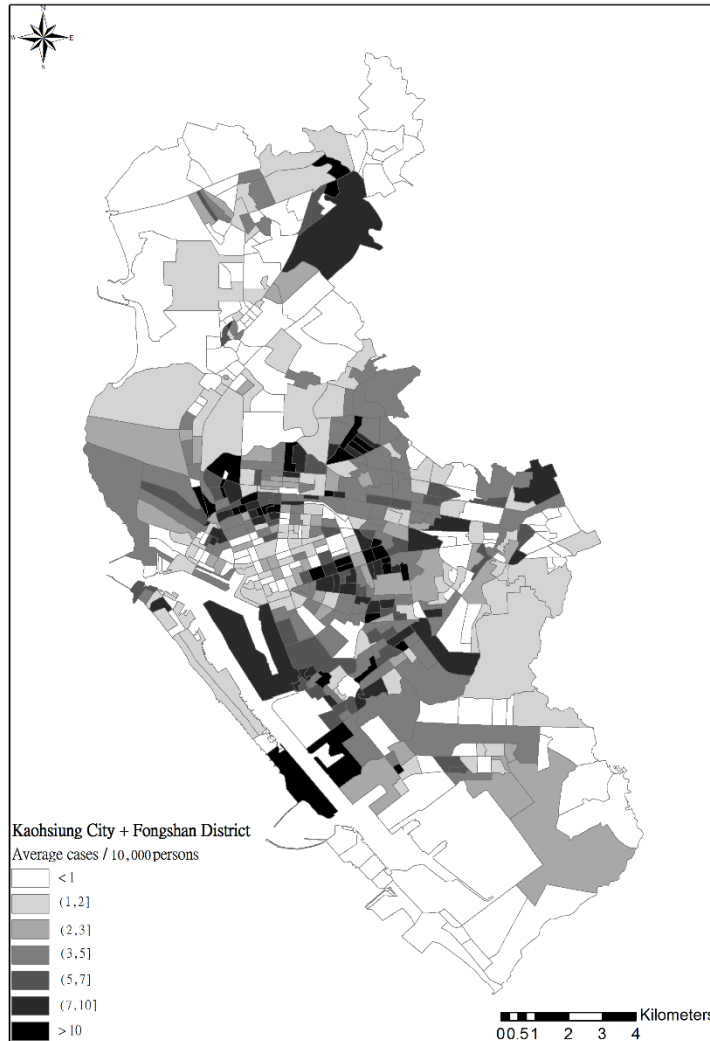 N
W E
S
Kaohsiung City + Fongshan District
Average cases / 10,000persons
<1
(1,2]
(2,3]
(3,5]
(5,7]
(7,10]
>10
Kilometers
00.51 2 3 4